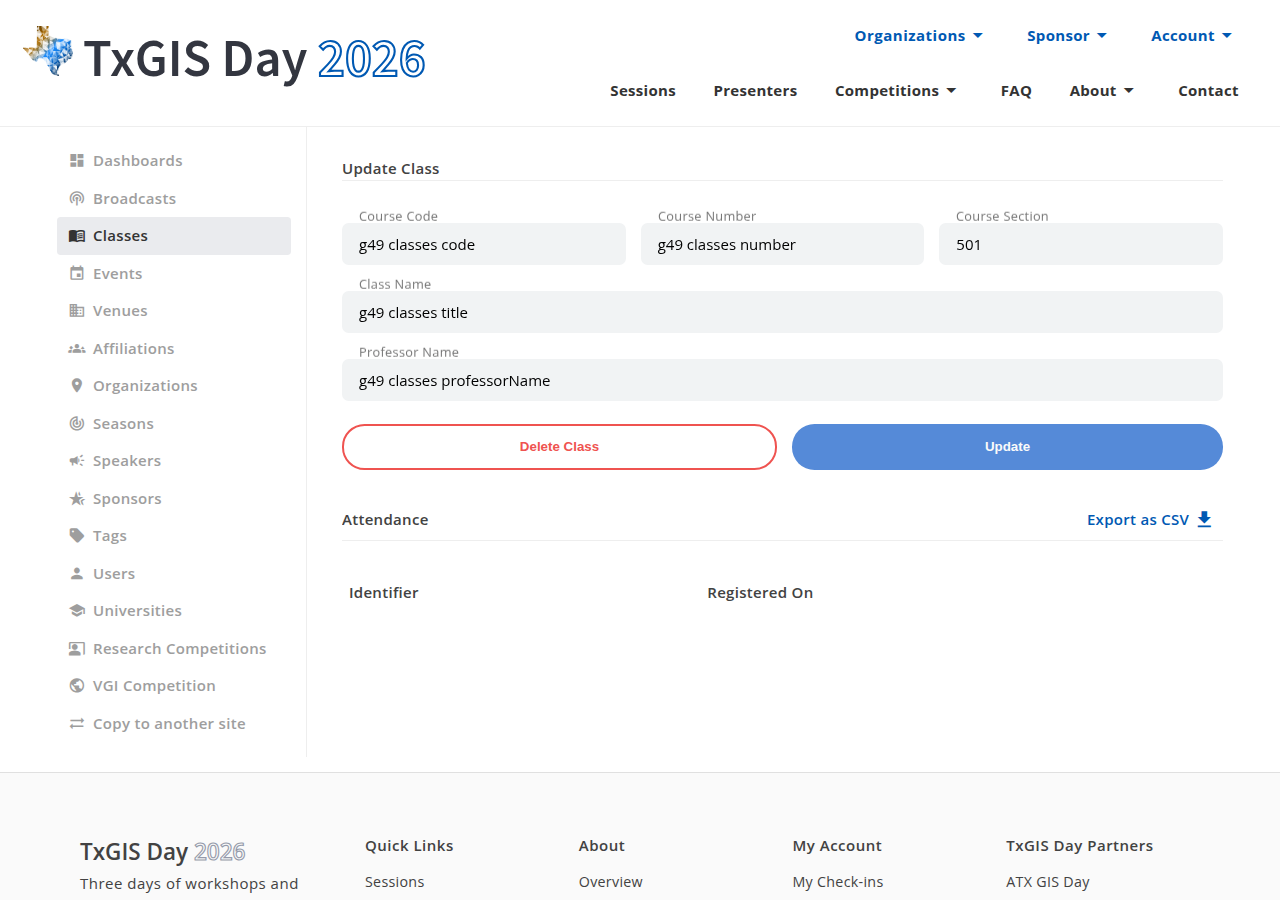 TxGIS Day 2026
Organizations
Sponsor
Account
Sessions
Presenters
Competitions
FAQ
About
Contact
Dashboards
Broadcasts
Classes
Events
Venues
Affiliations
Organizations
Seasons
Speakers
Sponsors
Tags
Users
Universities
Research Competitions
VGI Competition
Copy to another site
Update Class
Course Code
Course Number
Course Section
g49 classes code
g49 classes number
501
Class Name
g49 classes title
Professor Name
g49 classes professorName
Delete Class
Update
Attendance
Export as CSV
Identifier
Registered On
TxGIS Day 2026
Three days of workshops and
Quick Links
Sessions
About
Overview
My Account
My Check-ins
TxGIS Day Partners
ATX GIS Day